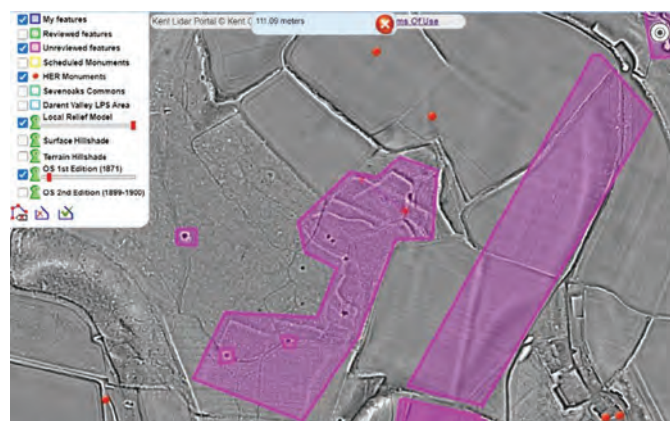 My features
Reviewed features
Unreviewed features
Scheduled Monuments
HER Monuments
Sevenoaks Commons
Darent Valley LPS Area
Local Relief Model
Surface Hillshade
Terrain Hillshade
OS 1st Edition (1871)
OS 2nd Edition (1899-1900)
Kent Lidar Portal © Kent C
111.09 meters
ms Of Use